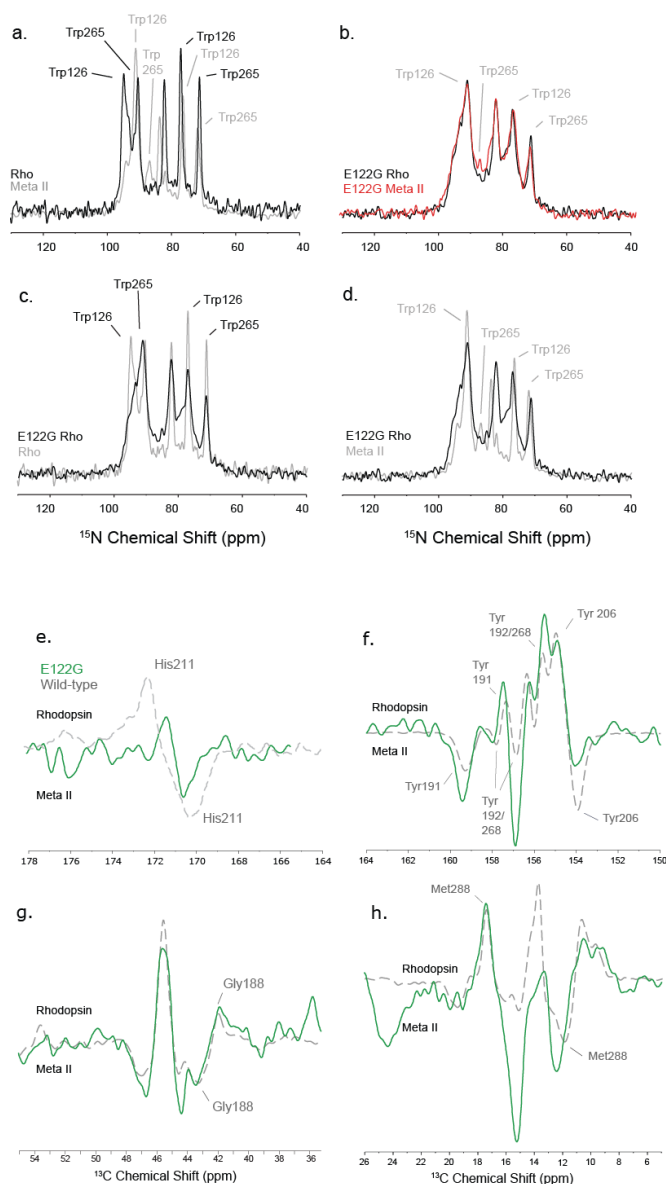 a.
Trp126
Trp265
Trp
265
Trp126
Trp126
Trp126
Trp265
Trp265
Rho
Meta II
120 100 80 60 40
b.
Trp126
Trp265
Trp126
Trp265
E122G Rho
E122G Meta II
120 100 80 60 40
c.
Trp265
Trp126
Trp126
Trp265
E122G Rho
Rho
120 100 80 60 40
15N Chemical Shift (ppm)
d.
Trp126
Trp265
Trp126
Trp265
E122G Rho
Meta II
120 100 80 60 40
15N Chemical Shift (ppm)
e.
E122G
Wild-type
His211
Rhodopsin
Meta II
His211
178 176 174 172 170 168 166 164
f.
Tyr
192/268
Tyr 206
Tyr
191
Rhodopsin
Meta II
Tyr191
Tyr
192/
268
Tyr206
164 162 160 158 156 154 152 150
g.
Gly188
Rhodopsin
Meta II
Gly188
54 52 50 48 46 44 42 40 38 36
13C Chemical Shift (ppm)
h.
Met288
Rhodopsin
Meta II
Met288
26 24 22 20 18 16 14 12 10 8 6
13C Chemical Shift (ppm)